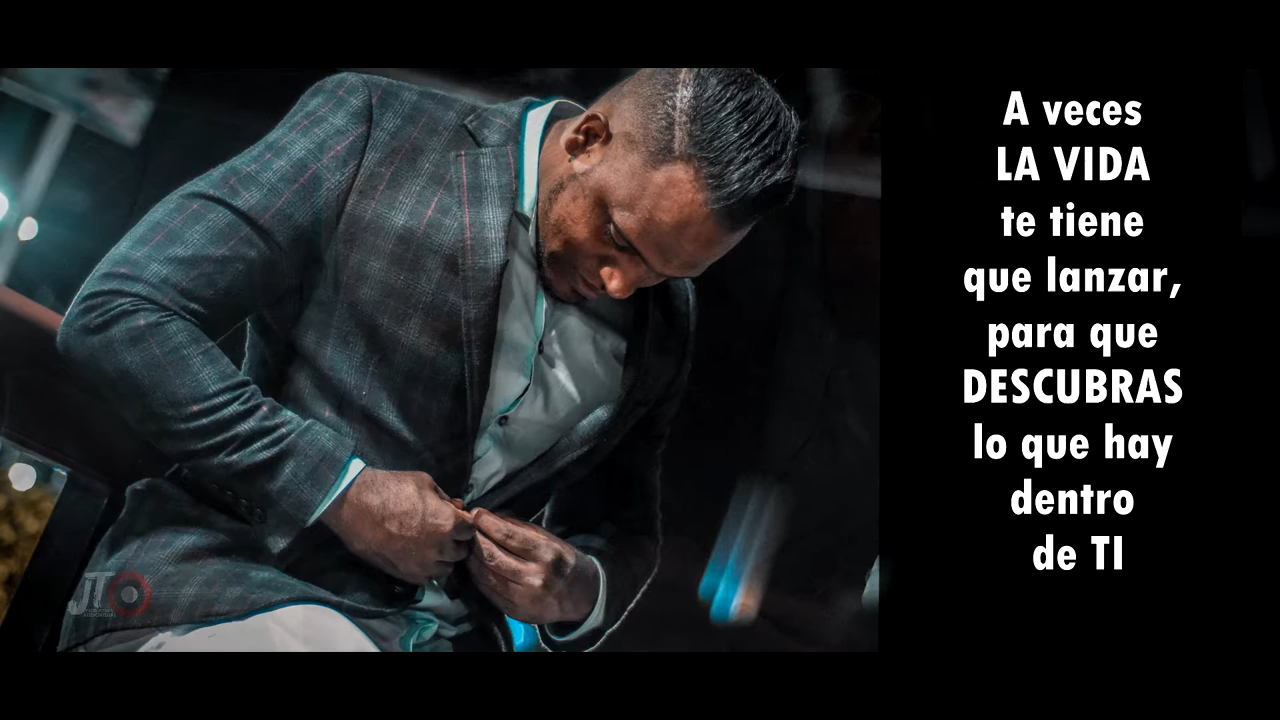 A veces
LA VIDA
te tiene
que lanzar,
para que
DESCUBRAS
lo que hay
dentro
de TI
JT